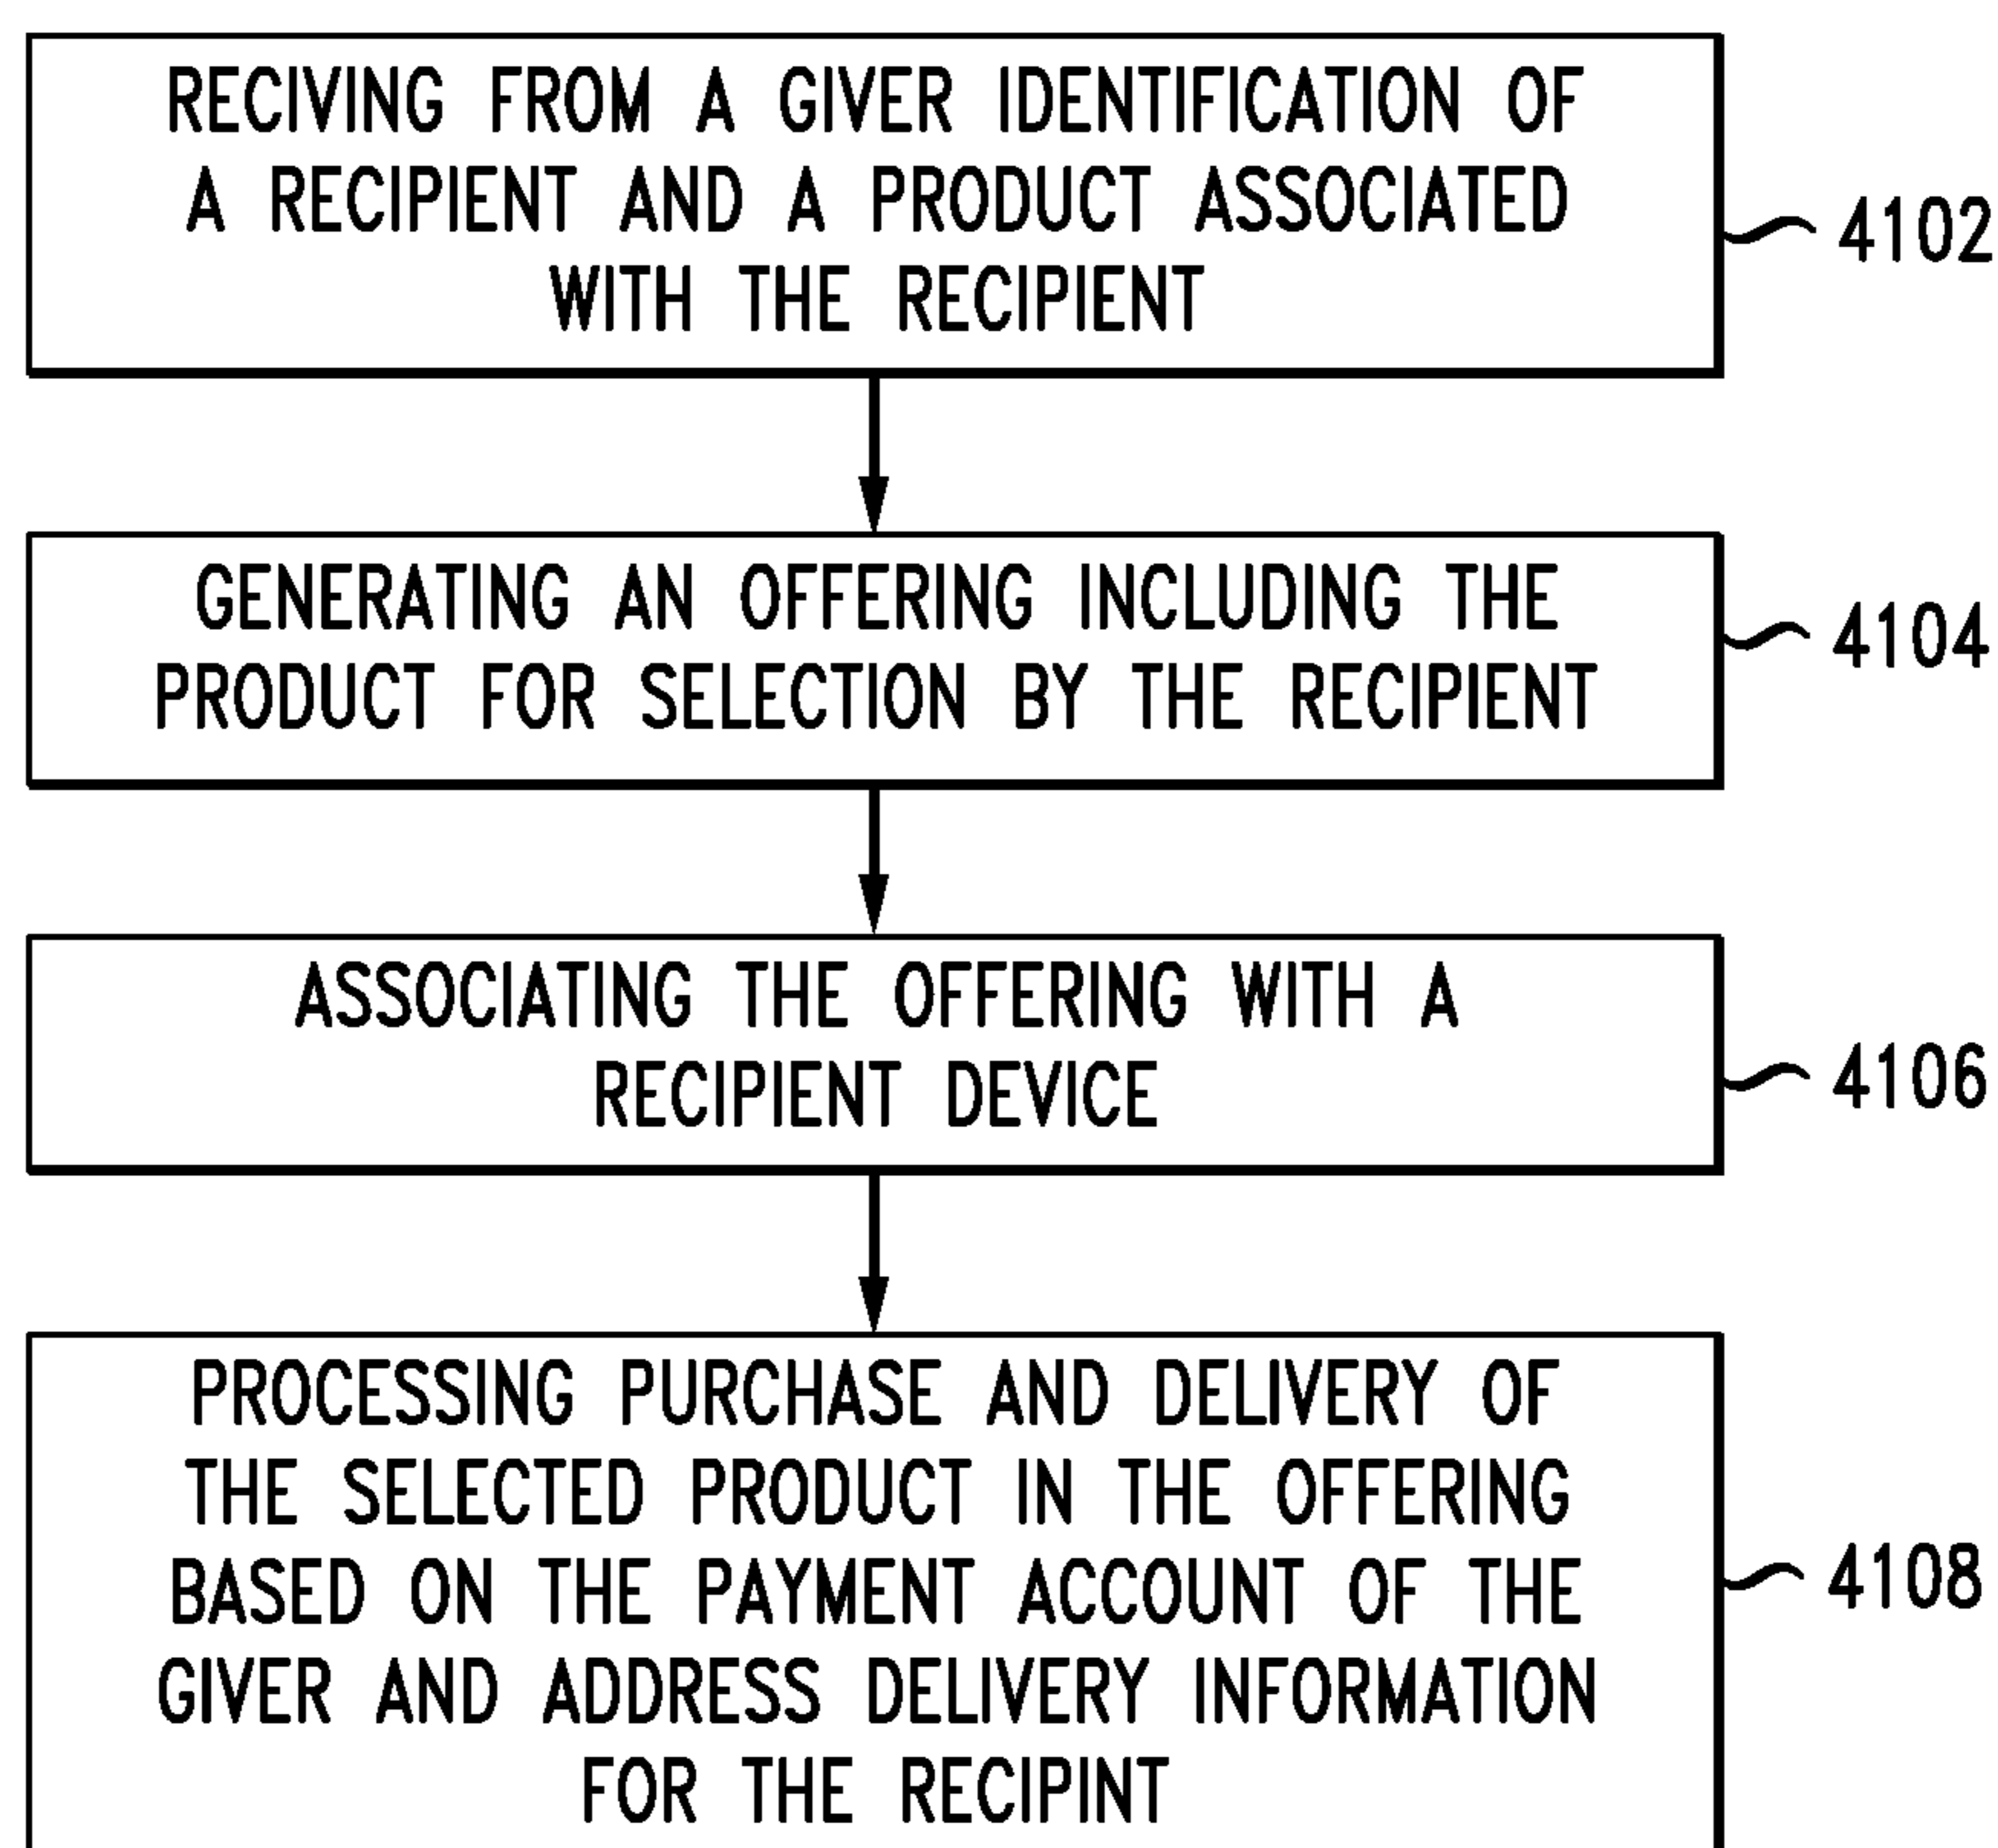 RECIVING FROM A GIVER IDENTIFICATION OF
A RECIPIENT AND A PRODUCT ASSOCIATED
WITH THE RECIPIENT
4102
GENERATING AN OFFERING INCLUDING THE
PRODUCT FOR SELECTION BY THE RECIPIENT
4104
ASSOCIATING THE OFFERING WITH A
RECIPIENT DEVICE
4106
PROCESSING PURCHASE AND DELIVERY OF
THE SELECTED PRODUCT IN THE OFFERING
BASED ON THE PAYMENT ACCOUNT OF THE
GIVER AND ADDRESS DELIVERY INFORMATION
FOR THE RECIPINT
4108